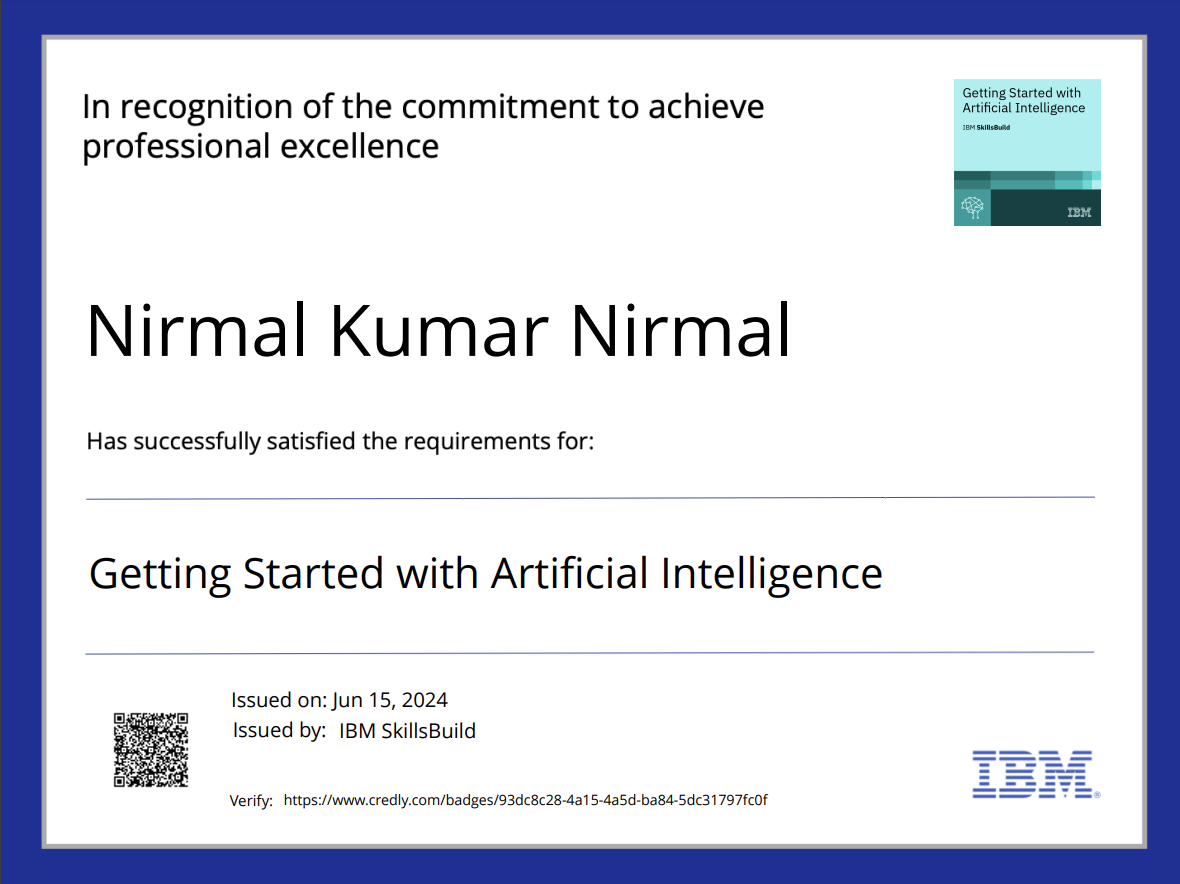 In recognition of the commitment to achieve
professional excellence
Getting Started with
Artificial Intelligence
IBM SkillsBuild
IBM
Nirmal Kumar Nirmal
Has successfully satisfied the requirements for:
Getting Started with Artificial Intelligence
Issued on: Jun 15, 2024
Issued by: IBM SkillsBuild
Verify: https://www.credly.com/badges/93dc8c28-4a15-4a5d-ba84-5dc31797fc0f
IBM®